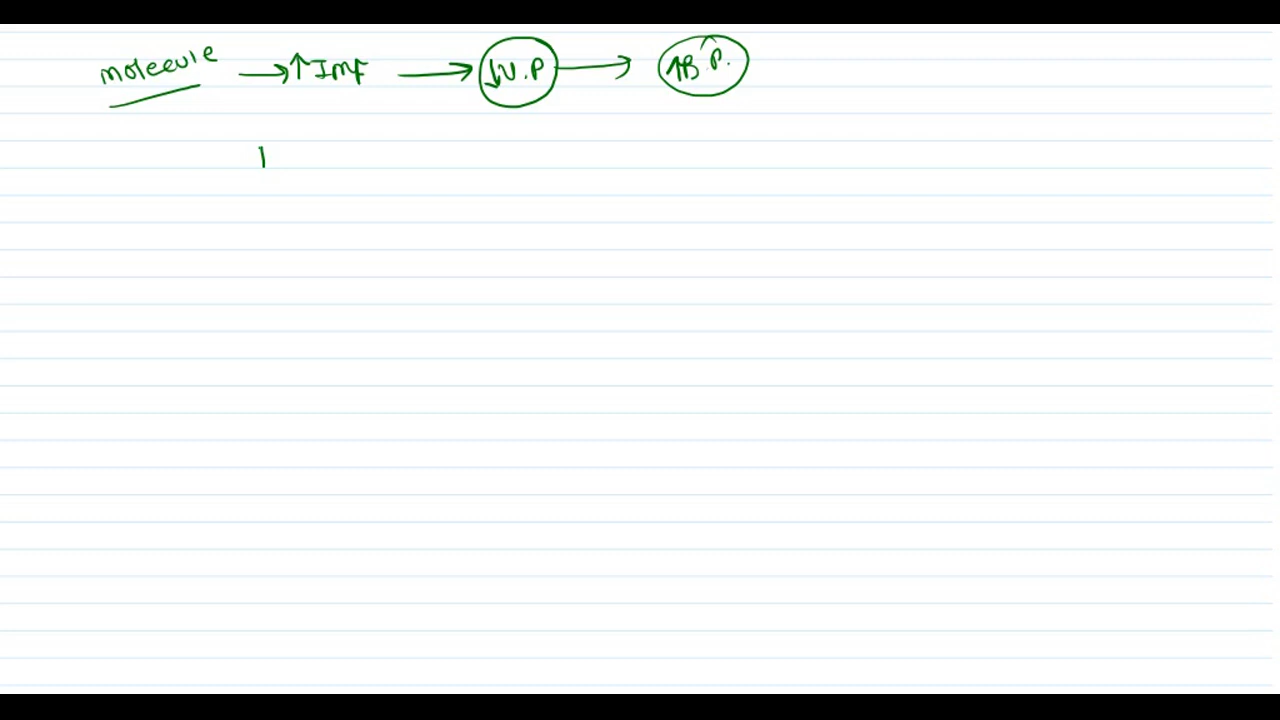 molecule → ↑ Imf → ↓V.P → ↑B.P.